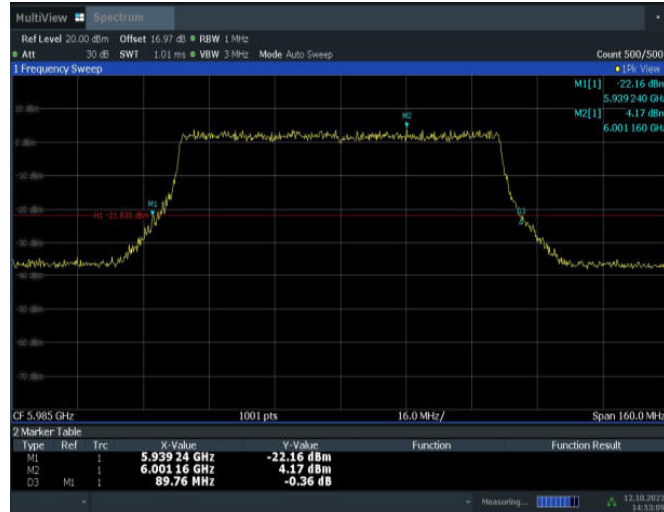 MultiView Spectrum
Ref Level 20.00 dBm Offset 16.97 dB RBW 1 MHz
Att 30 dB SWT 1.01 ms VBW 3 MHz Mode Auto Sweep Count 500/500
1 Frequency Sweep 1Pk View
M1[1] -22.16 dBm
5.939 240 GHz
M2[1] 4.17 dBm
6.001 160 GHz
10 dBm
M2
0 dBm
-10 dBm
M1
-20 dBm
H1 -21.830 dBm
D3
-30 dBm
-40 dBm
-50 dBm
-60 dBm
-70 dBm
CF 5.985 GHz 1001 pts 16.0 MHz/ Span 160.0 MHz
2 Marker Table
Type Ref Trc X-Value Y-Value Function Function Result
M1 1 5.939 24 GHz -22.16 dBm
M2 1 6.001 16 GHz 4.17 dBm
D3 M1 1 89.76 MHz -0.36 dB
Measuring... 12.10.2023
14:53:09